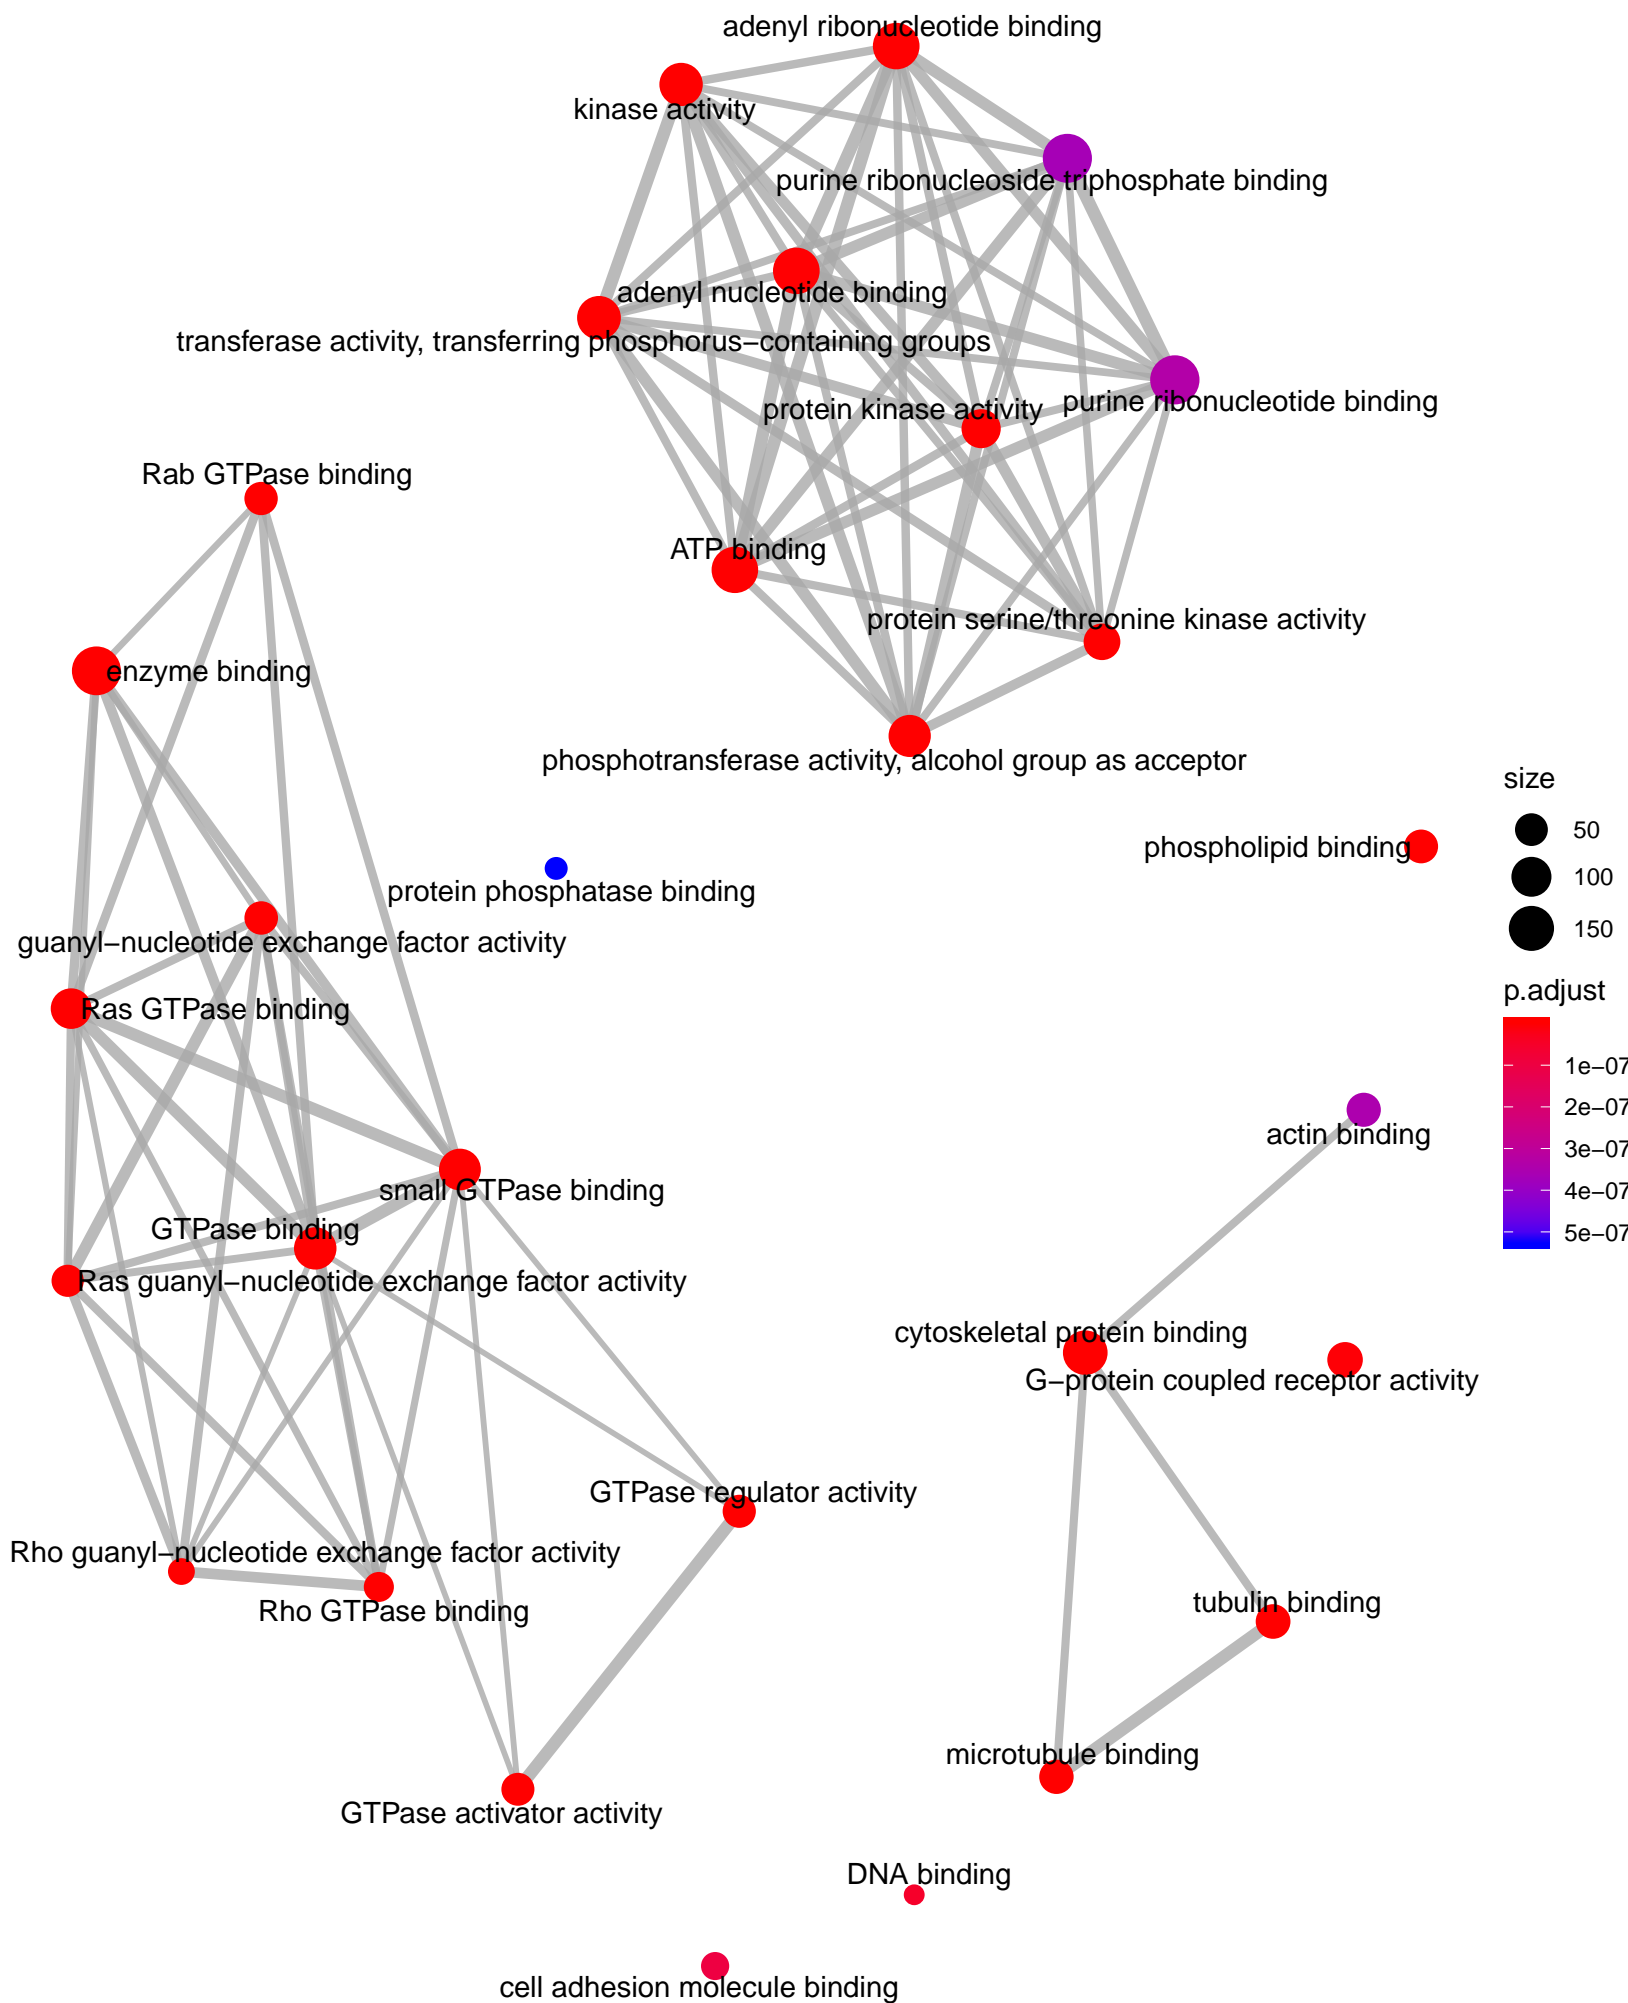 adenyl ribonucleotide binding
kinase activity
purine ribonucleoside triphosphate binding
adenyl nucleotide binding
transferase activity, transferring phosphorus−containing groups
protein kinase activity
purine ribonucleotide binding
Rab GTPase binding
ATP binding
protein serine/threonine kinase activity
enzyme binding
phosphotransferase activity, alcohol group as acceptor
phospholipid binding
protein phosphatase binding
guanyl−nucleotide exchange factor activity
Ras GTPase binding
actin binding
small GTPase binding
GTPase binding
Ras guanyl−nucleotide exchange factor activity
cytoskeletal protein binding
G−protein coupled receptor activity
GTPase regulator activity
Rho guanyl−nucleotide exchange factor activity
Rho GTPase binding
tubulin binding
microtubule binding
GTPase activator activity
DNA binding
cell adhesion molecule binding
size
50
100
150
p.adjust
1e−07
2e−07
3e−07
4e−07
5e−07